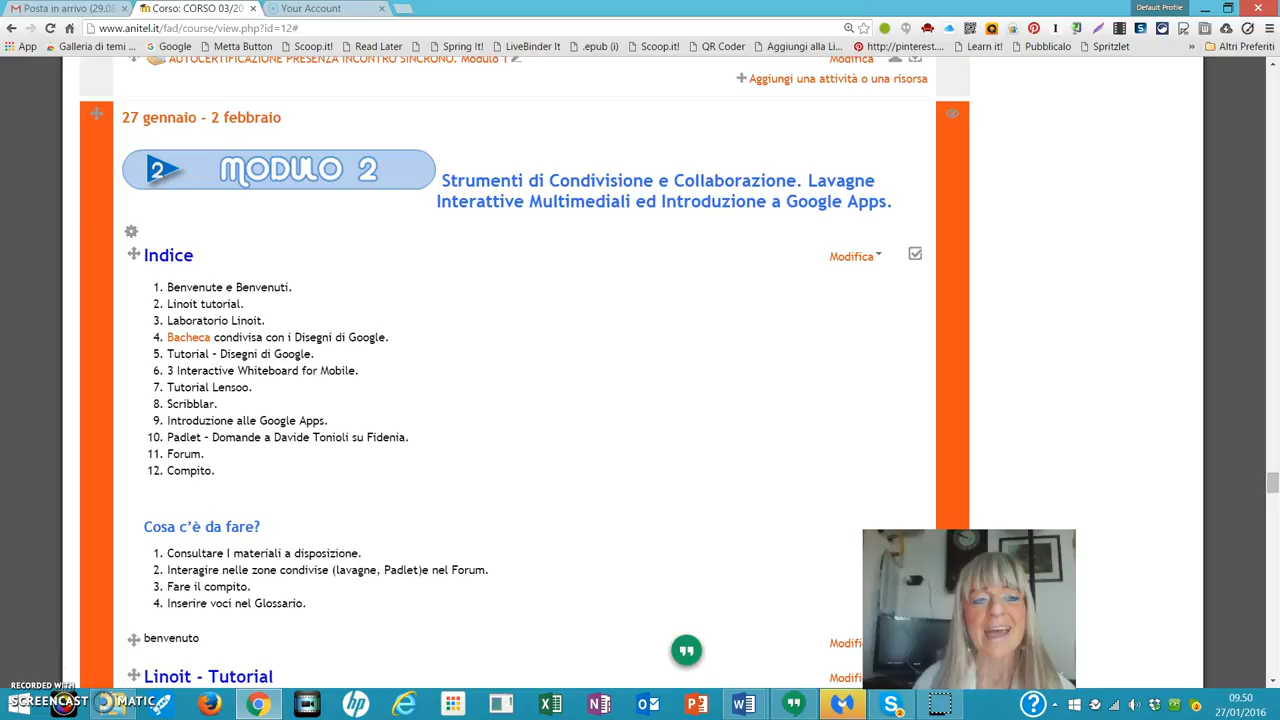 Posta in arrivo (29.08
Corso: CORSO 03/20
Your Account
Default Profile
www.anitel.it/fad/course/view.php?id=12#
App
Galleria di temi ...
Google
Metta Button
Scoop.it!
Read Later
Spring It!
LiveBinder It
.epub (i)
Scoop.it!
QR Coder
Aggiungi alla Li...
http://pinterest...
Learn it!
Pubblicalo
Spritzlet
»
Altri Preferiti
AUTOCERTIFICAZIONE PRESENZA INCONTRO SINCRONO. Modulo 1
Modifica
Aggiungi una attività o una risorsa
27 gennaio - 2 febbraio
2 MODULO 2
Strumenti di Condivisione e Collaborazione. Lavagne
Interattive Multimediali ed Introduzione a Google Apps.
Indice
Modifica
1. Benvenute e Benvenuti.
2. Linoit tutorial.
3. Laboratorio Linoit.
4. Bacheca condivisa con i Disegni di Google.
5. Tutorial - Disegni di Google.
6. 3 Interactive Whiteboard for Mobile.
7. Tutorial Lensoo.
8. Scribblar.
9. Introduzione alle Google Apps.
10. Padlet - Domande a Davide Tonioli su Fidenia.
11. Forum.
12. Compito.
Cosa c'è da fare?
1. Consultare I materiali a disposizione.
2. Interagire nelle zone condivise (lavagne, Padlet)e nel Forum.
3. Fare il compito.
4. Inserire voci nel Glossario.
benvenuto
Modifi
Linoit - Tutorial
Modifi
RECORDED WITH
SCREENCAST MATIC
09.50
27/01/2016